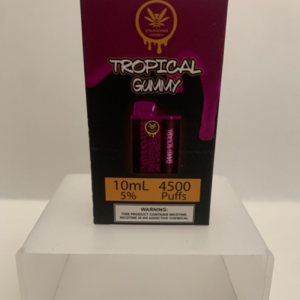 TROPICAL
GUMMY
10mL 4500
5% Puffs
WARNING:
THIS PRODUCT CONTAINS NICOTINE.
NICOTINE IS AN ADDICTIVE CHEMICAL.